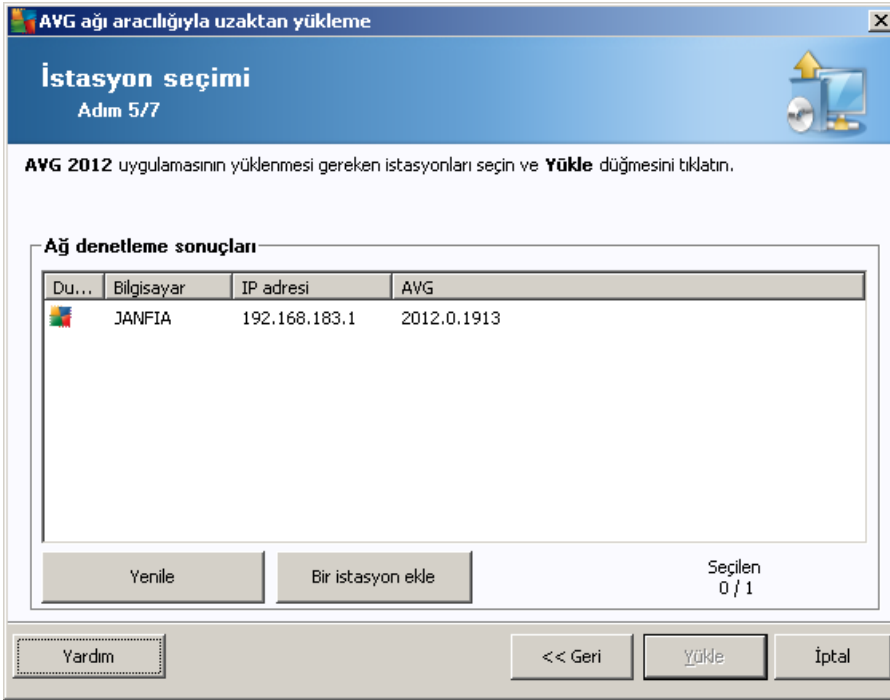 AVG ağı aracılığıyla uzaktan yükleme
İstasyon seçimi
Adım 5/7
AVG 2012 uygulamasının yüklenmesi gereken istasyonları seçin ve Yükle düğmesini tıklatın.
Ağ denetleme sonuçları
Du... Bilgisayar IP adresi AVG
JANFIA 192.168.183.1 2012.0.1913
Yenile Bir istasyon ekle Seçilen
0 / 1
Yardım << Geri Yükle İptal